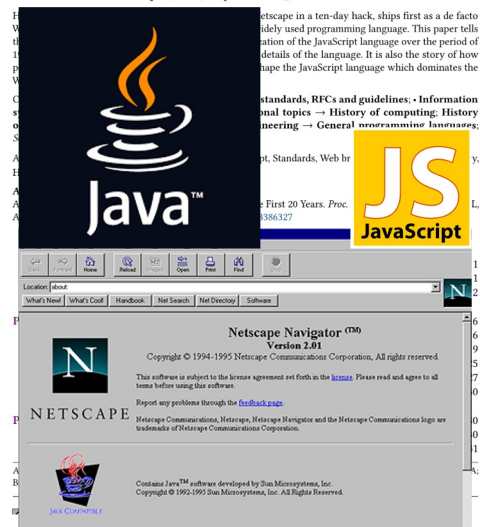 etscape in a ten-day hack, ships first as a de facto
idely used programming language. This paper tells
zation of the JavaScript language over the period of
details of the language. It is also the story of how
hape the JavaScript language which dominates the
standards, RFCs and guidelines; • Information
onal topics → History of computing; History
ineering → General programming languages;
pt, Standards, Web br
e First 20 Years. Proc.
3386327
Java™
JS
JavaScript
Back Forward Home Reload Images Open Print Find Stop
Location: about:
What's New! What's Cool! Handbook Net Search Net Directory Software
N
Netscape Navigator (TM)
Version 2.01
Copyright © 1994-1995 Netscape Communications Corporation, All rights reserved.
N
NETSCAPE
This software is subject to the license agreement set forth in the license. Please read and agree to all
terms before using this software.
Report any problems through the feedback page.
Netscape Communications, Netscape, Netscape Navigator and the Netscape Communications logo are
trademarks of Netscape Communications Corporation.
JAVA COMPATIBLE
Contains Java™ software developed by Sun Microsystems, Inc.
Copyright © 1992-1995 Sun Microsystems, Inc. All Rights Reserved.